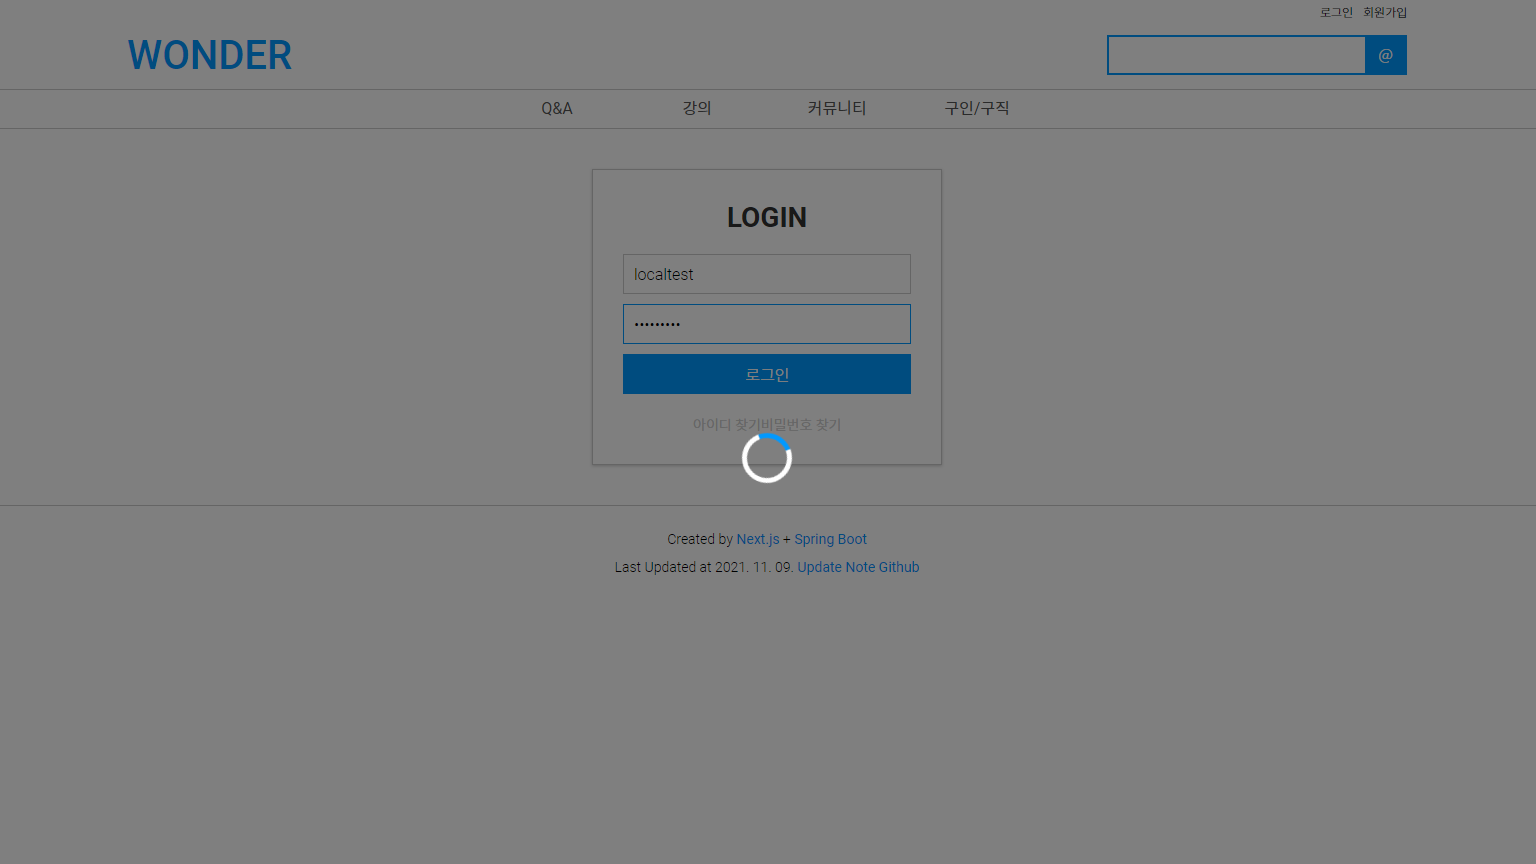 로그인 회원가입
WONDER
@
Q&A 강의 커뮤니티 구인/구직
LOGIN
localtest
•••••••••
로그인
아이디 찾기비밀번호 찾기
Created by Next.js + Spring Boot
Last Updated at 2021. 11. 09. Update Note Github